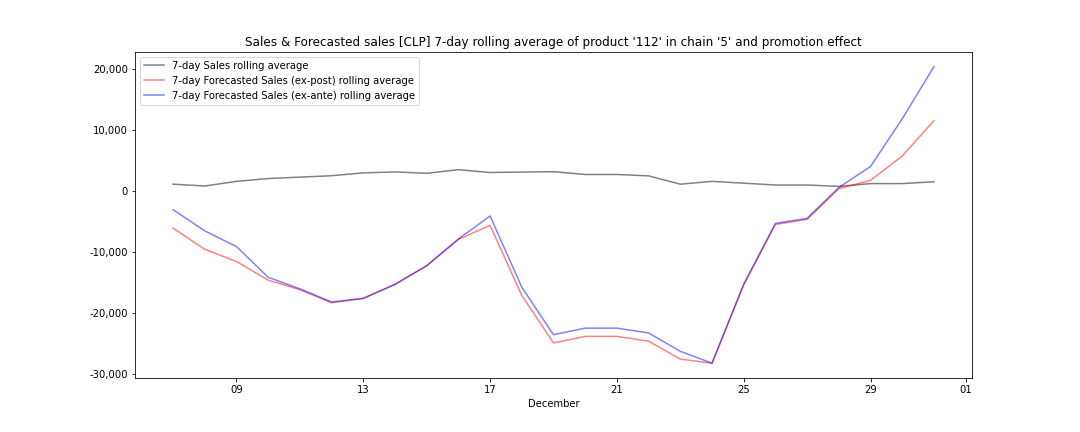 Sales & Forecasted sales [CLP] 7-day rolling average of product '112' in chain '5' and promotion effect
7-day Sales rolling average
7-day Forecasted Sales (ex-post) rolling average
7-day Forecasted Sales (ex-ante) rolling average
20,000
10,000
0
-10,000
-20,000
-30,000
09 13 17 21 25 29 01
December